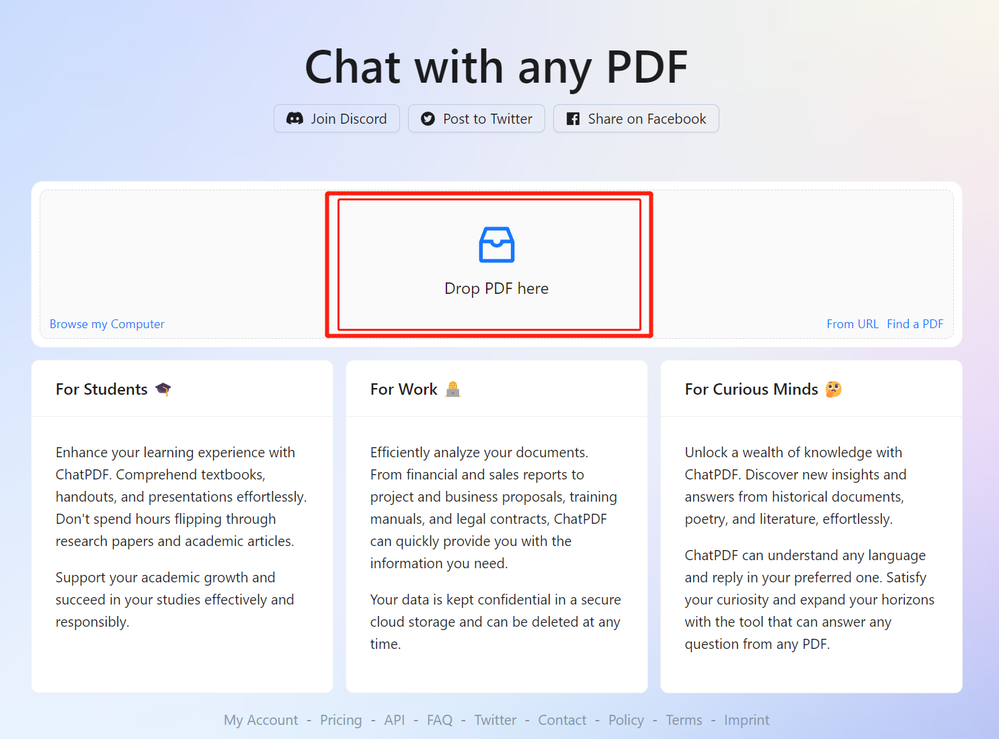 Chat with any PDF
Join Discord
Post to Twitter
Share on Facebook
Drop PDF here
Browse my Computer
From URL
Find a PDF
For Students
Enhance your learning experience with
ChatPDF. Comprehend textbooks,
handouts, and presentations effortlessly.
Don't spend hours flipping through
research papers and academic articles.
Support your academic growth and
succeed in your studies effectively and
responsibly.
For Work
Efficiently analyze your documents.
From financial and sales reports to
project and business proposals, training
manuals, and legal contracts, ChatPDF
can quickly provide you with the
information you need.
Your data is kept confidential in a secure
cloud storage and can be deleted at any
time.
For Curious Minds
Unlock a wealth of knowledge with
ChatPDF. Discover new insights and
answers from historical documents,
poetry, and literature, effortlessly.
ChatPDF can understand any language
and reply in your preferred one. Satisfy
your curiosity and expand your horizons
with the tool that can answer any
question from any PDF.
My Account - Pricing - API - FAQ - Twitter - Contact - Policy - Terms - Imprint